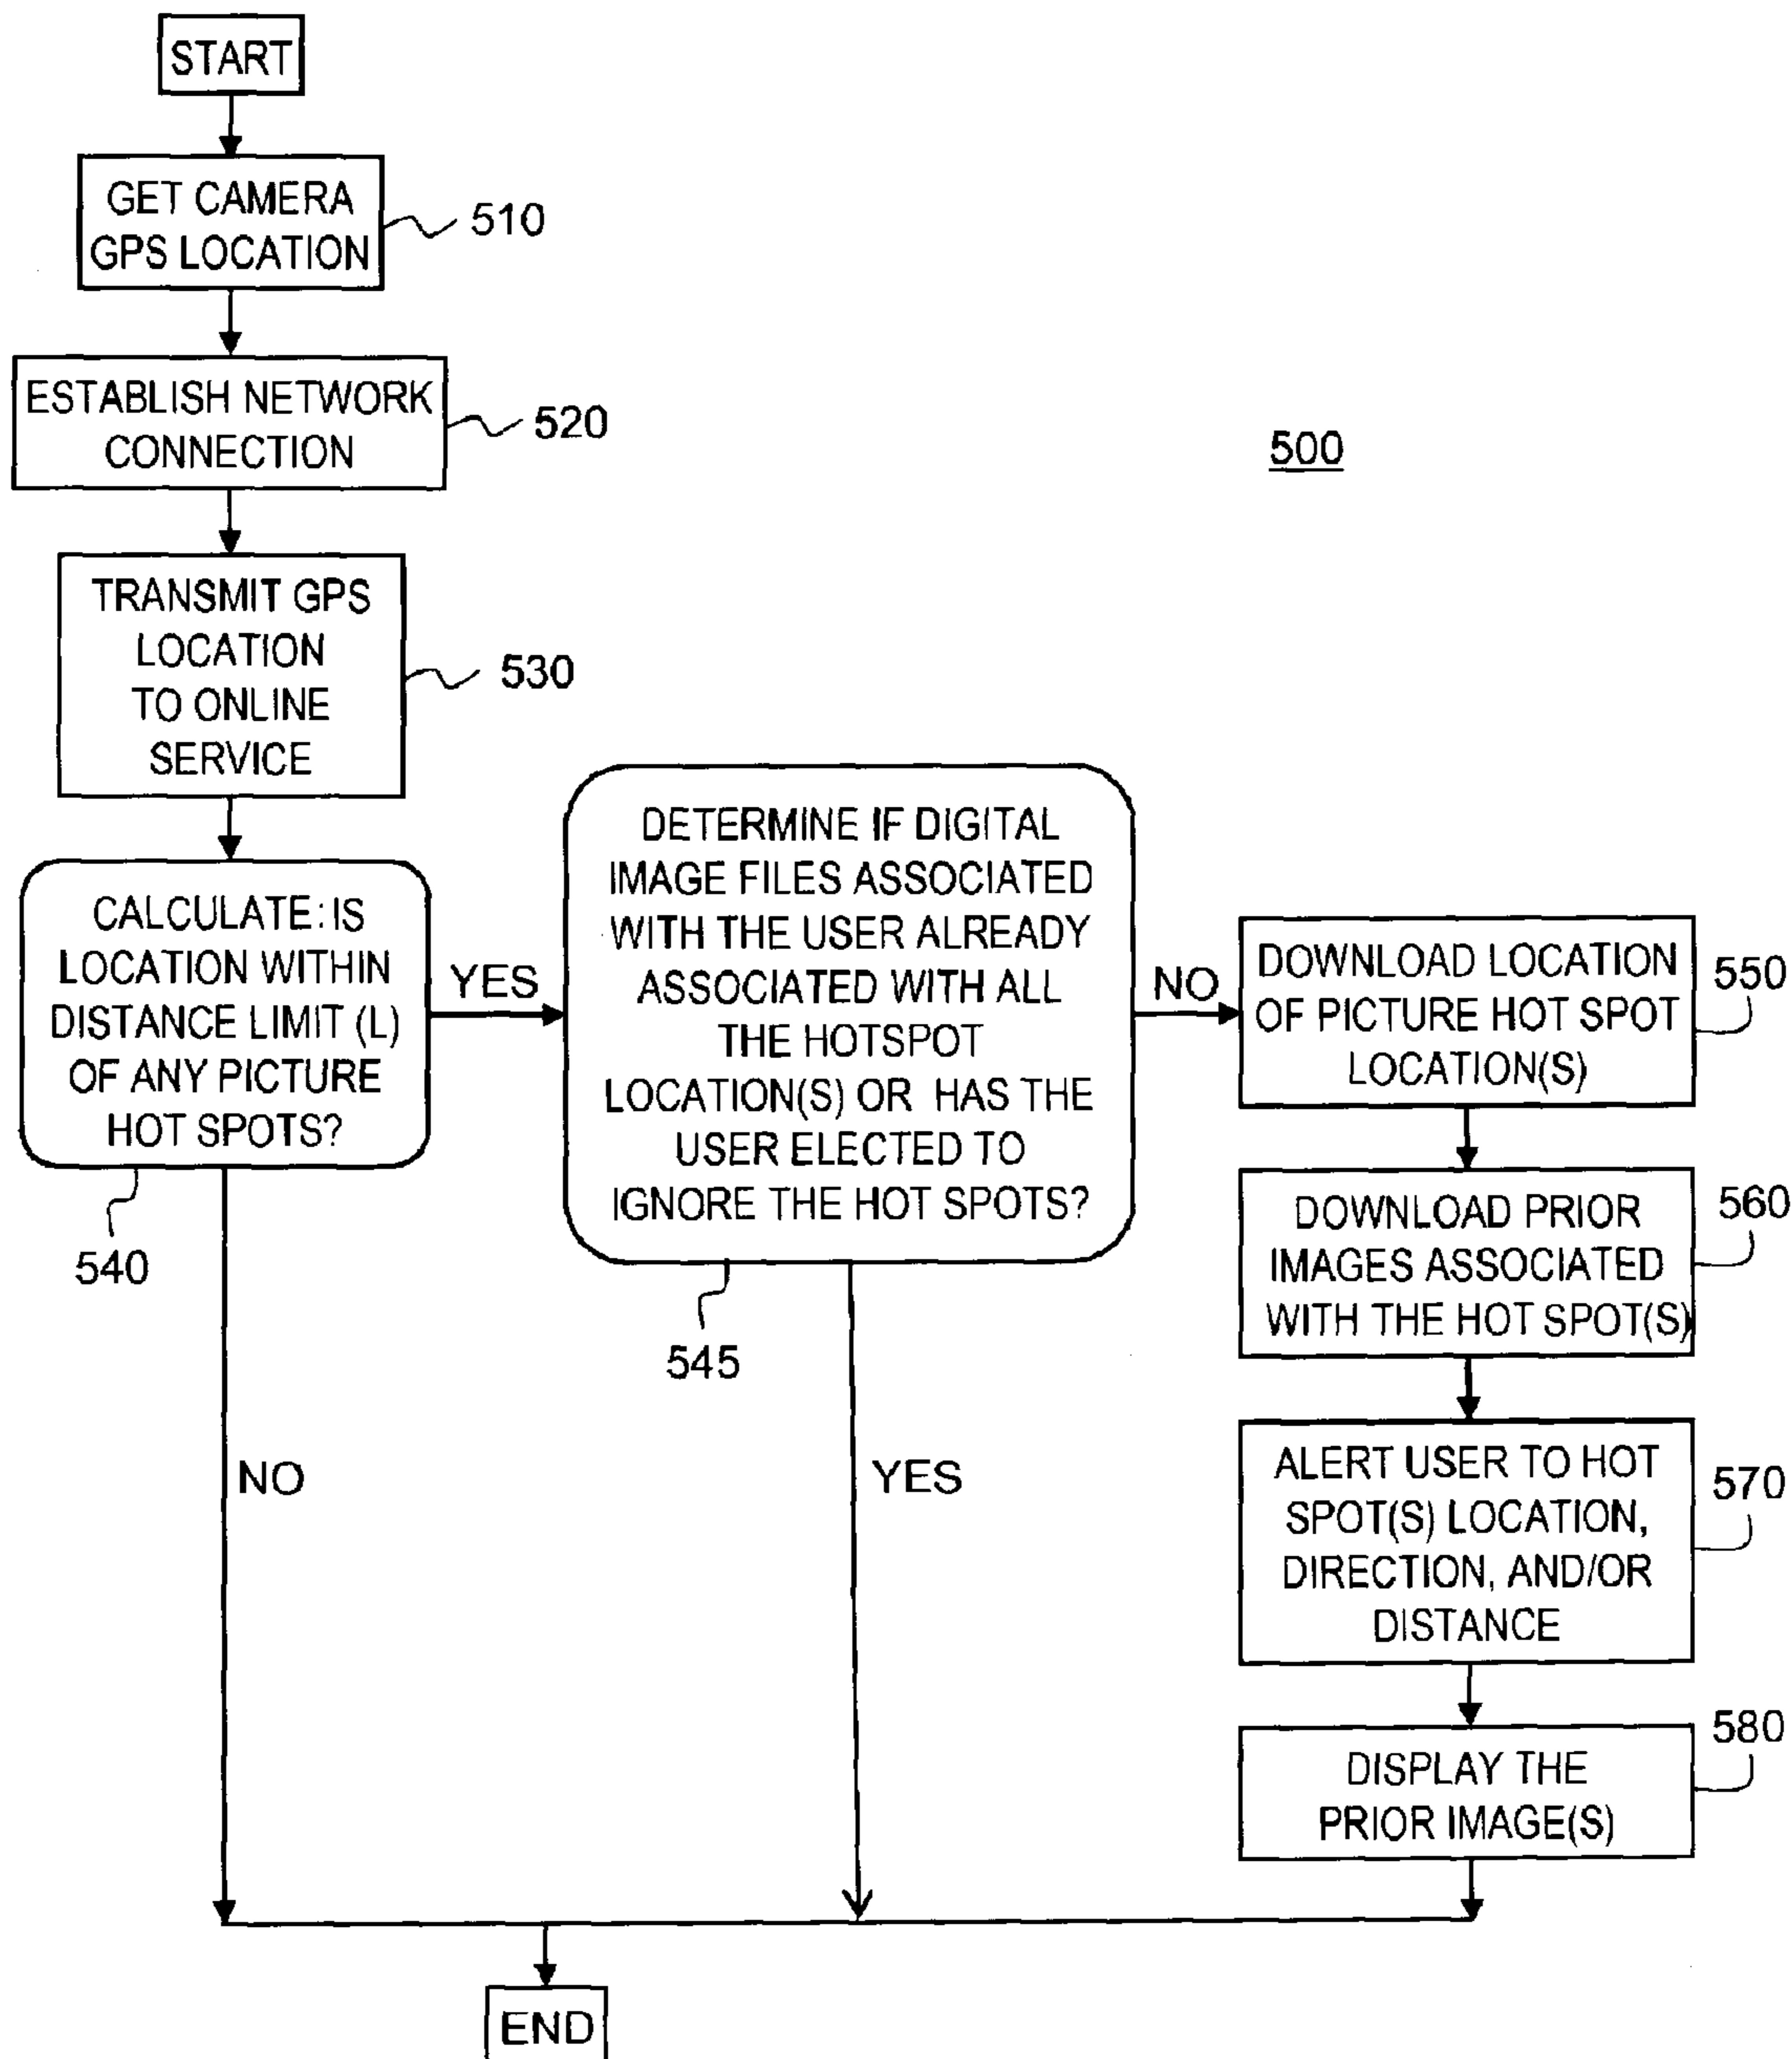 START
GET CAMERA
GPS LOCATION
510
ESTABLISH NETWORK
CONNECTION
520
500
TRANSMIT GPS
LOCATION
TO ONLINE
SERVICE
530
CALCULATE: IS
LOCATION WITHIN
DISTANCE LIMIT (L)
OF ANY PICTURE
HOT SPOTS?
540
YES
NO
DETERMINE IF DIGITAL
IMAGE FILES ASSOCIATED
WITH THE USER ALREADY
ASSOCIATED WITH ALL
THE HOTSPOT
LOCATION(S) OR HAS THE
USER ELECTED TO
IGNORE THE HOT SPOTS?
545
NO
YES
DOWNLOAD LOCATION
OF PICTURE HOT SPOT
LOCATION(S)
550
DOWNLOAD PRIOR
IMAGES ASSOCIATED
WITH THE HOT SPOT(S)
560
ALERT USER TO HOT
SPOT(S) LOCATION,
DIRECTION, AND/OR
DISTANCE
570
DISPLAY THE
PRIOR IMAGE(S)
580
END